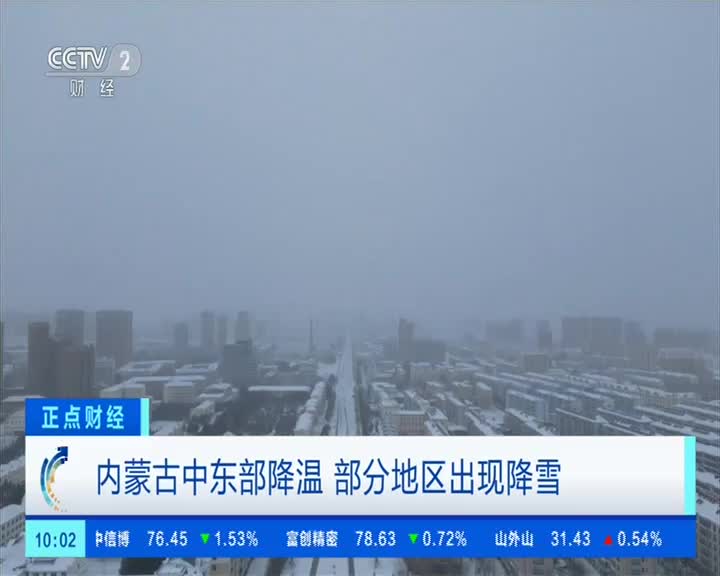 CCTV 2
财经
正点财经
内蒙古中东部降温 部分地区出现降雪
10:02 中信博 76.45 ▼1.53% 富创精密 78.63 ▼0.72% 山外山 31.43 ▲0.54%